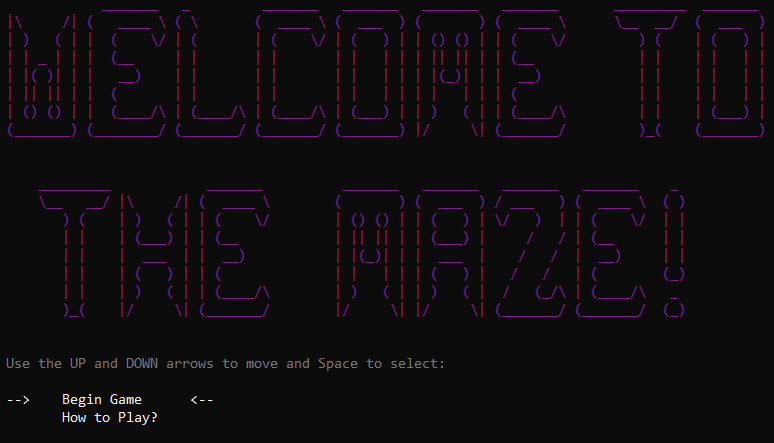 WELCOME TO
THE MAZE!
Use the UP and DOWN arrows to move and Space to select:
--> Begin Game <--
How to Play?